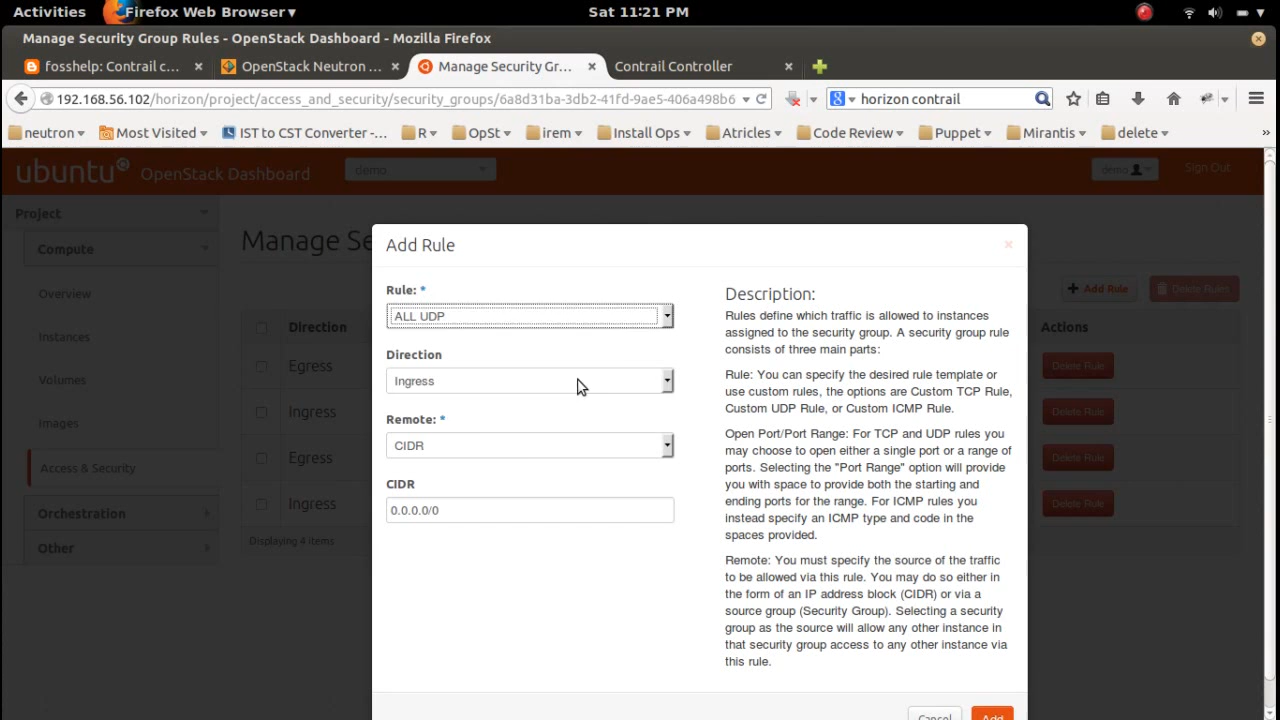 Activities Firefox Web Browser Sat 11:21 PM
Manage Security Group Rules - OpenStack Dashboard - Mozilla Firefox
fosshelp: Contrail c... OpenStack Neutron ... Manage Security Gr... Contrail Controller
192.168.56.102/horizon/project/access_and_security/security_groups/6a8d31ba-3db2-41fd-9ae5-406a498b6 horizon contrail
neutron Most Visited IST to CST Converter -... R OpSt irem Install Ops Atricles Code Review Puppet Mirantis delete »
ubuntu OpenStack Dashboard demo demo Sign Out
Project
Compute
Overview
Instances
Volumes
Images
Access & Security
Orchestration
Other
Manage Se
Add Rule Delete Rules
Direction Actions
Egress Delete Rule
Ingress Delete Rule
Egress Delete Rule
Ingress Delete Rule
Displaying 4 items
Add Rule
Rule: *
ALL UDP
Direction
Ingress
Remote: *
CIDR
CIDR
0.0.0.0/0
Description:
Rules define which traffic is allowed to instances
assigned to the security group. A security group rule
consists of three main parts:
Rule: You can specify the desired rule template or
use custom rules, the options are Custom TCP Rule,
Custom UDP Rule, or Custom ICMP Rule.
Open Port/Port Range: For TCP and UDP rules you
may choose to open either a single port or a range of
ports. Selecting the "Port Range" option will provide
you with space to provide both the starting and
ending ports for the range. For ICMP rules you
instead specify an ICMP type and code in the
spaces provided.
Remote: You must specify the source of the traffic
to be allowed via this rule. You may do so either in
the form of an IP address block (CIDR) or via a
source group (Security Group). Selecting a security
group as the source will allow any other instance in
that security group access to any other instance via
this rule.
Cancel Add